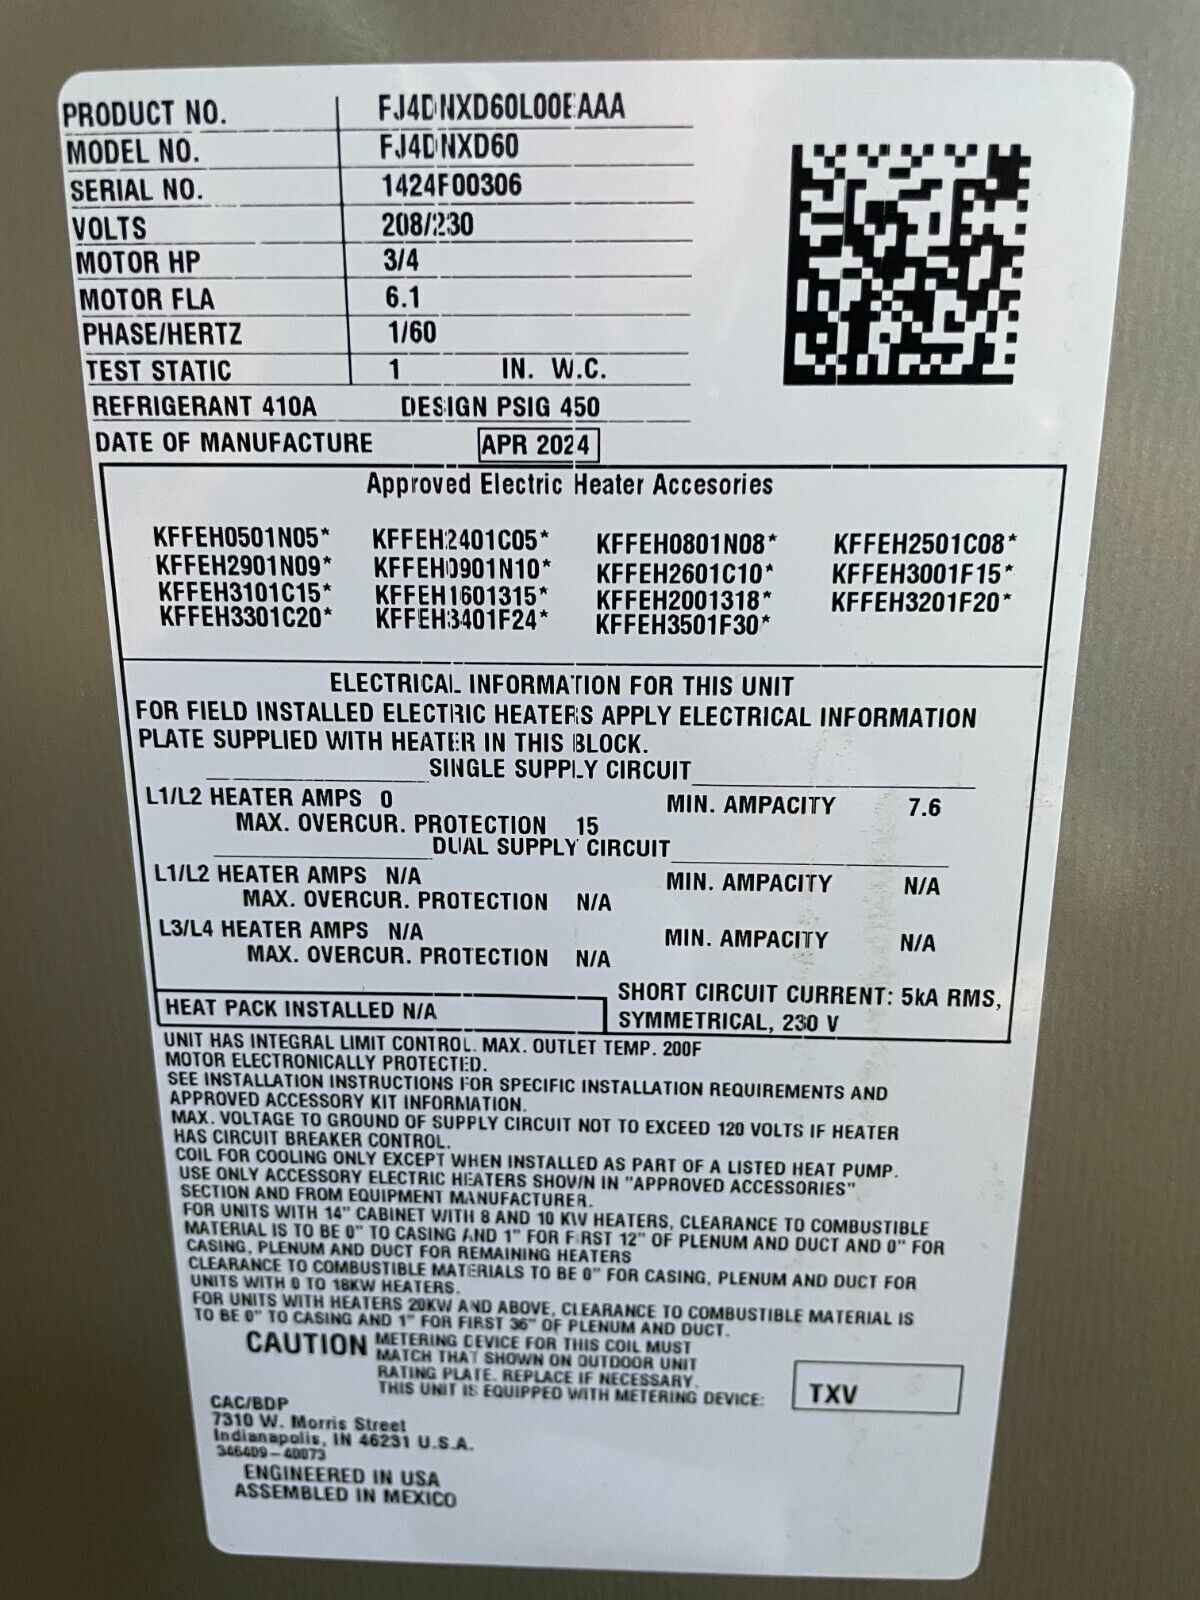 PRODUCT NO. FJ4DNXD60L00EAAA
MODEL NO. FJ4DNXD60
SERIAL NO. 1424F00306
VOLTS 208/230
MOTOR HP 3/4
MOTOR FLA 6.1
PHASE/HERTZ 1/60
TEST STATIC 1 IN. W.C.
REFRIGERANT 410A DESIGN PSIG 450
DATE OF MANUFACTURE APR 2024
Approved Electric Heater Accesories
KFFEH0501N05* KFFEH2401C05* KFFEH0801N08* KFFEH2501C08*
KFFEH2901N09* KFFEH0901N10* KFFEH2601C10* KFFEH3001F15*
KFFEH3101C15* KFFEH1601315* KFFEH2001318* KFFEH3201F20*
KFFEH3301C20* KFFEH3401F24* KFFEH3501F30*
ELECTRICAL INFORMATION FOR THIS UNIT
FOR FIELD INSTALLED ELECTRIC HEATERS APPLY ELECTRICAL INFORMATION
PLATE SUPPLIED WITH HEATER IN THIS BLOCK.
SINGLE SUPPLY CIRCUIT
L1/L2 HEATER AMPS 0 MIN. AMPACITY 7.6
MAX. OVERCUR. PROTECTION 15
DUAL SUPPLY CIRCUIT
L1/L2 HEATER AMPS N/A MIN. AMPACITY N/A
MAX. OVERCUR. PROTECTION N/A
L3/L4 HEATER AMPS N/A MIN. AMPACITY N/A
MAX. OVERCUR. PROTECTION N/A
HEAT PACK INSTALLED N/A
SHORT CIRCUIT CURRENT: 5kA RMS,
SYMMETRICAL, 230 V
UNIT HAS INTEGRAL LIMIT CONTROL. MAX. OUTLET TEMP. 200F
MOTOR ELECTRONICALLY PROTECTED.
SEE INSTALLATION INSTRUCTIONS FOR SPECIFIC INSTALLATION REQUIREMENTS AND
APPROVED ACCESSORY KIT INFORMATION.
MAX. VOLTAGE TO GROUND OF SUPPLY CIRCUIT NOT TO EXCEED 120 VOLTS IF HEATER
HAS CIRCUIT BREAKER CONTROL.
COIL FOR COOLING ONLY EXCEPT WHEN INSTALLED AS PART OF A LISTED HEAT PUMP.
USE ONLY ACCESSORY ELECTRIC HEATERS SHOWN IN "APPROVED ACCESSORIES"
SECTION AND FROM EQUIPMENT MANUFACTURER.
FOR UNITS WITH 14" CABINET WITH 8 AND 10 KW HEATERS, CLEARANCE TO COMBUSTIBLE
MATERIAL IS TO BE 0" TO CASING AND 1" FOR FIRST 12" OF PLENUM AND DUCT AND 0" FOR
CASING, PLENUM AND DUCT FOR REMAINING HEATERS
CLEARANCE TO COMBUSTIBLE MATERIALS TO BE 0" FOR CASING, PLENUM AND DUCT FOR
UNITS WITH 0 TO 18KW HEATERS.
FOR UNITS WITH HEATERS 20KW AND ABOVE, CLEARANCE TO COMBUSTIBLE MATERIAL IS
TO BE 0" TO CASING AND 1" FOR FIRST 36" OF PLENUM AND DUCT.
CAUTION METERING DEVICE FOR THIS COIL MUST
MATCH THAT SHOWN ON OUTDOOR UNIT
RATING PLATE. REPLACE IF NECESSARY.
THIS UNIT IS EQUIPPED WITH METERING DEVICE: TXV
CAC/BDP
7310 W. Morris Street
Indianapolis, IN 46231 U.S.A.
346409-40073
ENGINEERED IN USA
ASSEMBLED IN MEXICO